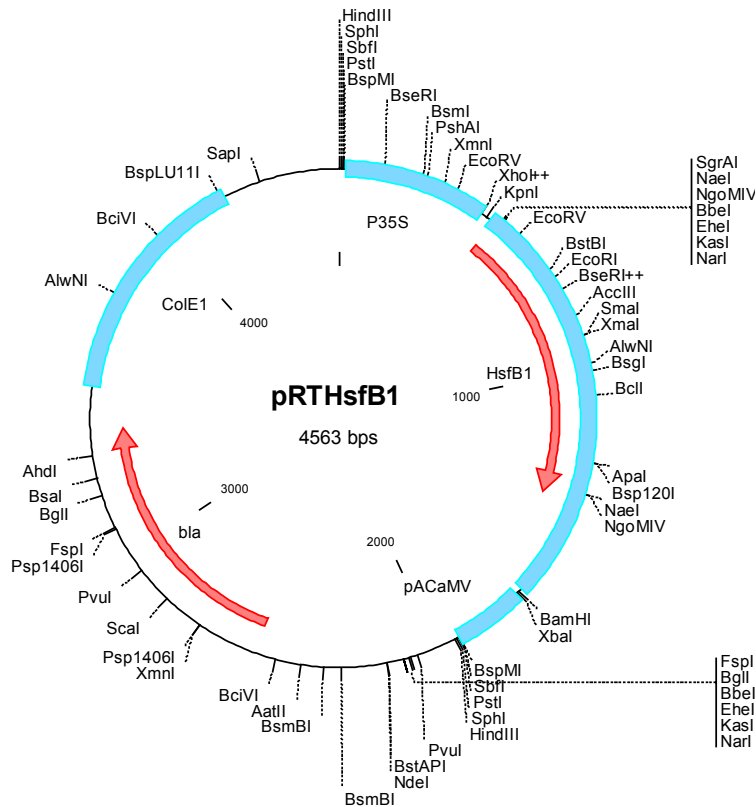 HindIII
SphI
SbfI
PstI
BspMI
BseRI
BsmI
PshAI
XmnI
EcoRV
XhoI++
KpnI
SgrAI
NaeI
NgoMIV
BbeI
EheI
KasI
NarI
EcoRV
BstBI
EcoRI
BseRI++
AccIII
SmaI
XmaI
AlwNI
BsgI
BclI
ApaI
Bsp120I
NaeI
NgoMIV
BamHI
XbaI
FspI
BglI
BbeI
EheI
KasI
NarI
BspMI
SbfI
PstI
SphI
HindIII
PvuI
BstAPI
NdeI
BsmBI
BsmBI
AatII
BciVI
XmnI
Psp1406I
ScaI
PvuI
Psp1406I
FspI
BglI
BsaI
AhdI
AlwNI
BciVI
BspLU11I
SapI
P35S
I
ColE1
4000
HsfB1
1000
pRTHsfB1
4563 bps
3000
bla
2000
pACaMV